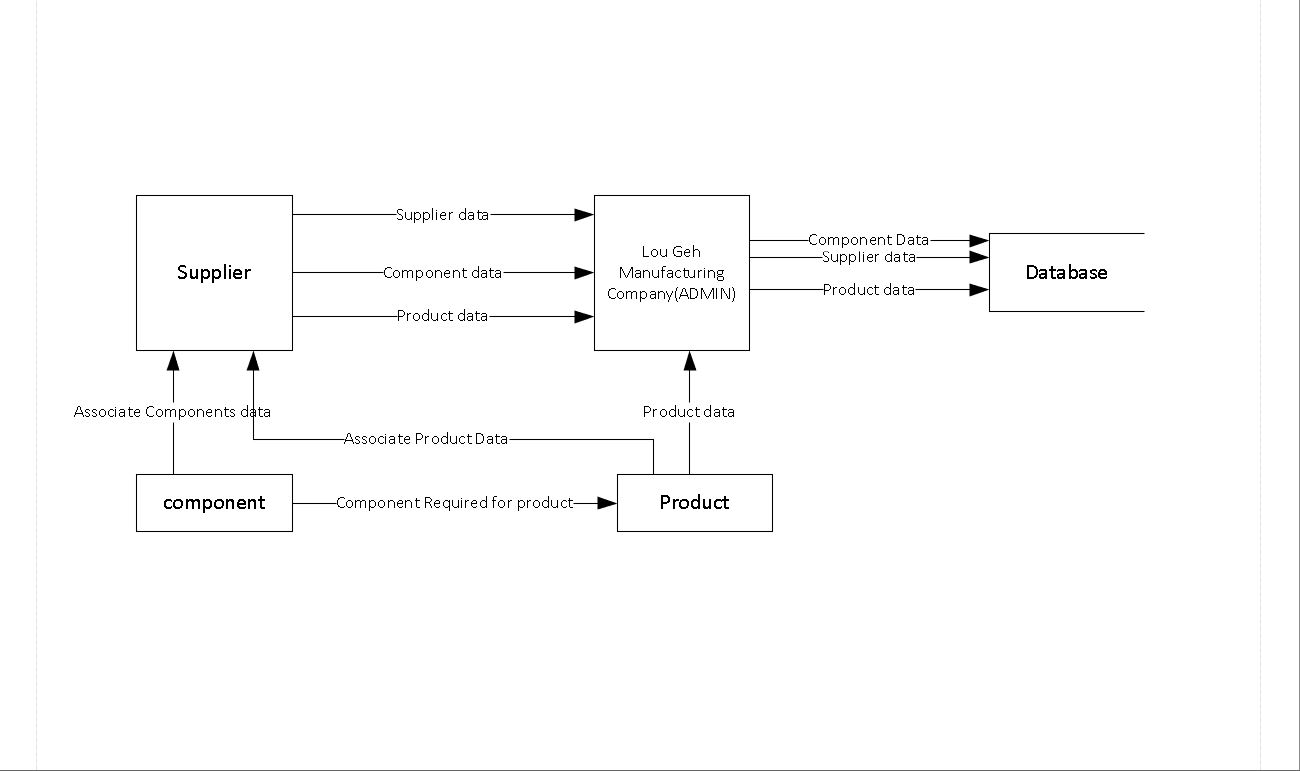 Supplier data
Component data
Product data
Supplier
Lou Geh
Manufacturing
Company(ADMIN)
Component Data
Supplier data
Product data
Database
Associate Components data
Product data
Associate Product Data
component
Component Required for product
Product